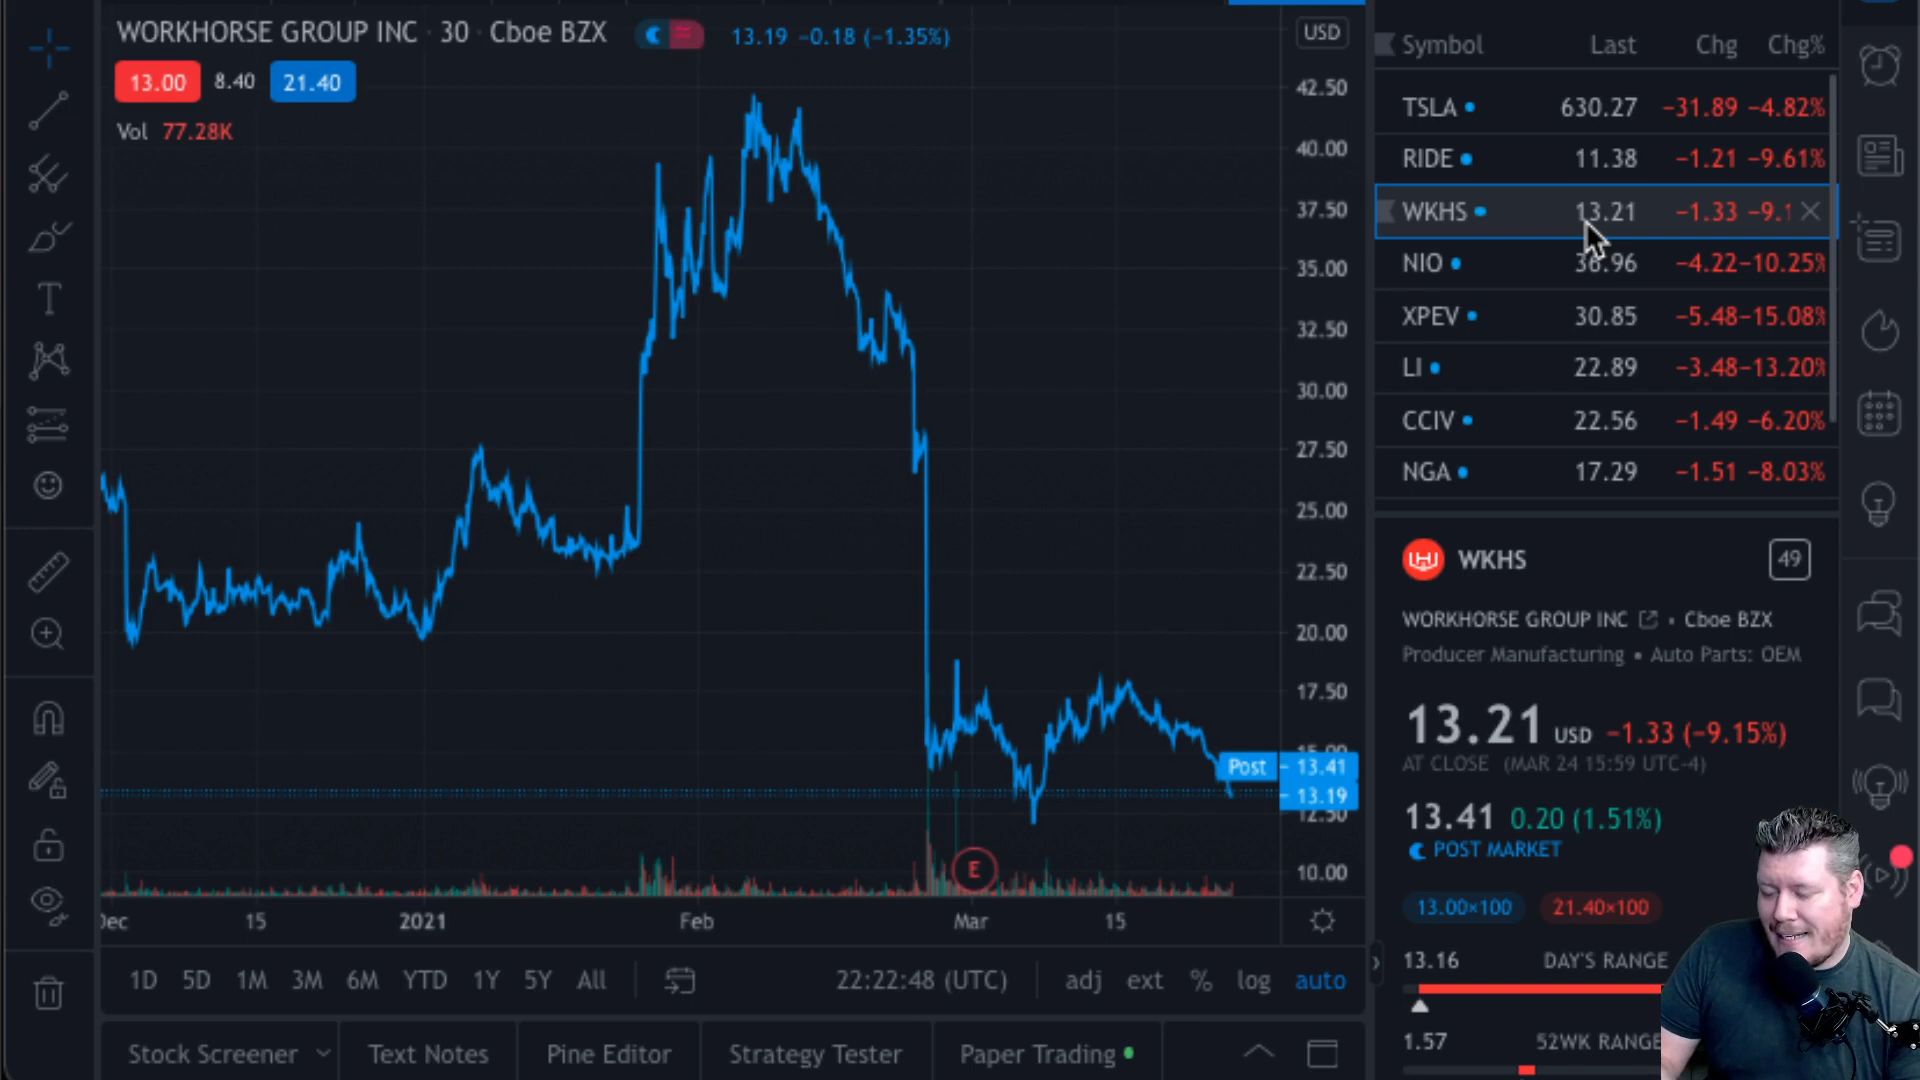 WORKHORSE GROUP INC · 30 · Cboe BZX
13.19 −0.18 (−1.35%)
USD
13.00 8.40 21.40
Vol 77.28K
42.50
40.00
37.50
35.00
32.50
30.00
27.50
25.00
22.50
20.00
17.50
15.00
Post 13.41
13.19
12.50
10.00
E
Dec 15 2021 Feb Mar 15
1D 5D 1M 3M 6M YTD 1Y 5Y All
22:22:48 (UTC)
adj ext % log auto
Stock Screener Text Notes Pine Editor Strategy Tester Paper Trading
Symbol Last Chg Chg%
TSLA 630.27 −31.89 −4.82%
RIDE 11.38 −1.21 −9.61%
WKHS 13.21 −1.33 −9.1
NIO 36.96 −4.22 −10.25%
XPEV 30.85 −5.48 −15.08%
LI 22.89 −3.48 −13.20%
CCIV 22.56 −1.49 −6.20%
NGA 17.29 −1.51 −8.03%
WKHS 49
WORKHORSE GROUP INC • Cboe BZX
Producer Manufacturing • Auto Parts: OEM
13.21 USD −1.33 (−9.15%)
AT CLOSE (MAR 24 15:59 UTC-4)
13.41 0.20 (1.51%)
POST MARKET
13.00×100 21.40×100
13.16 DAY'S RANGE
1.57 52WK RANGE